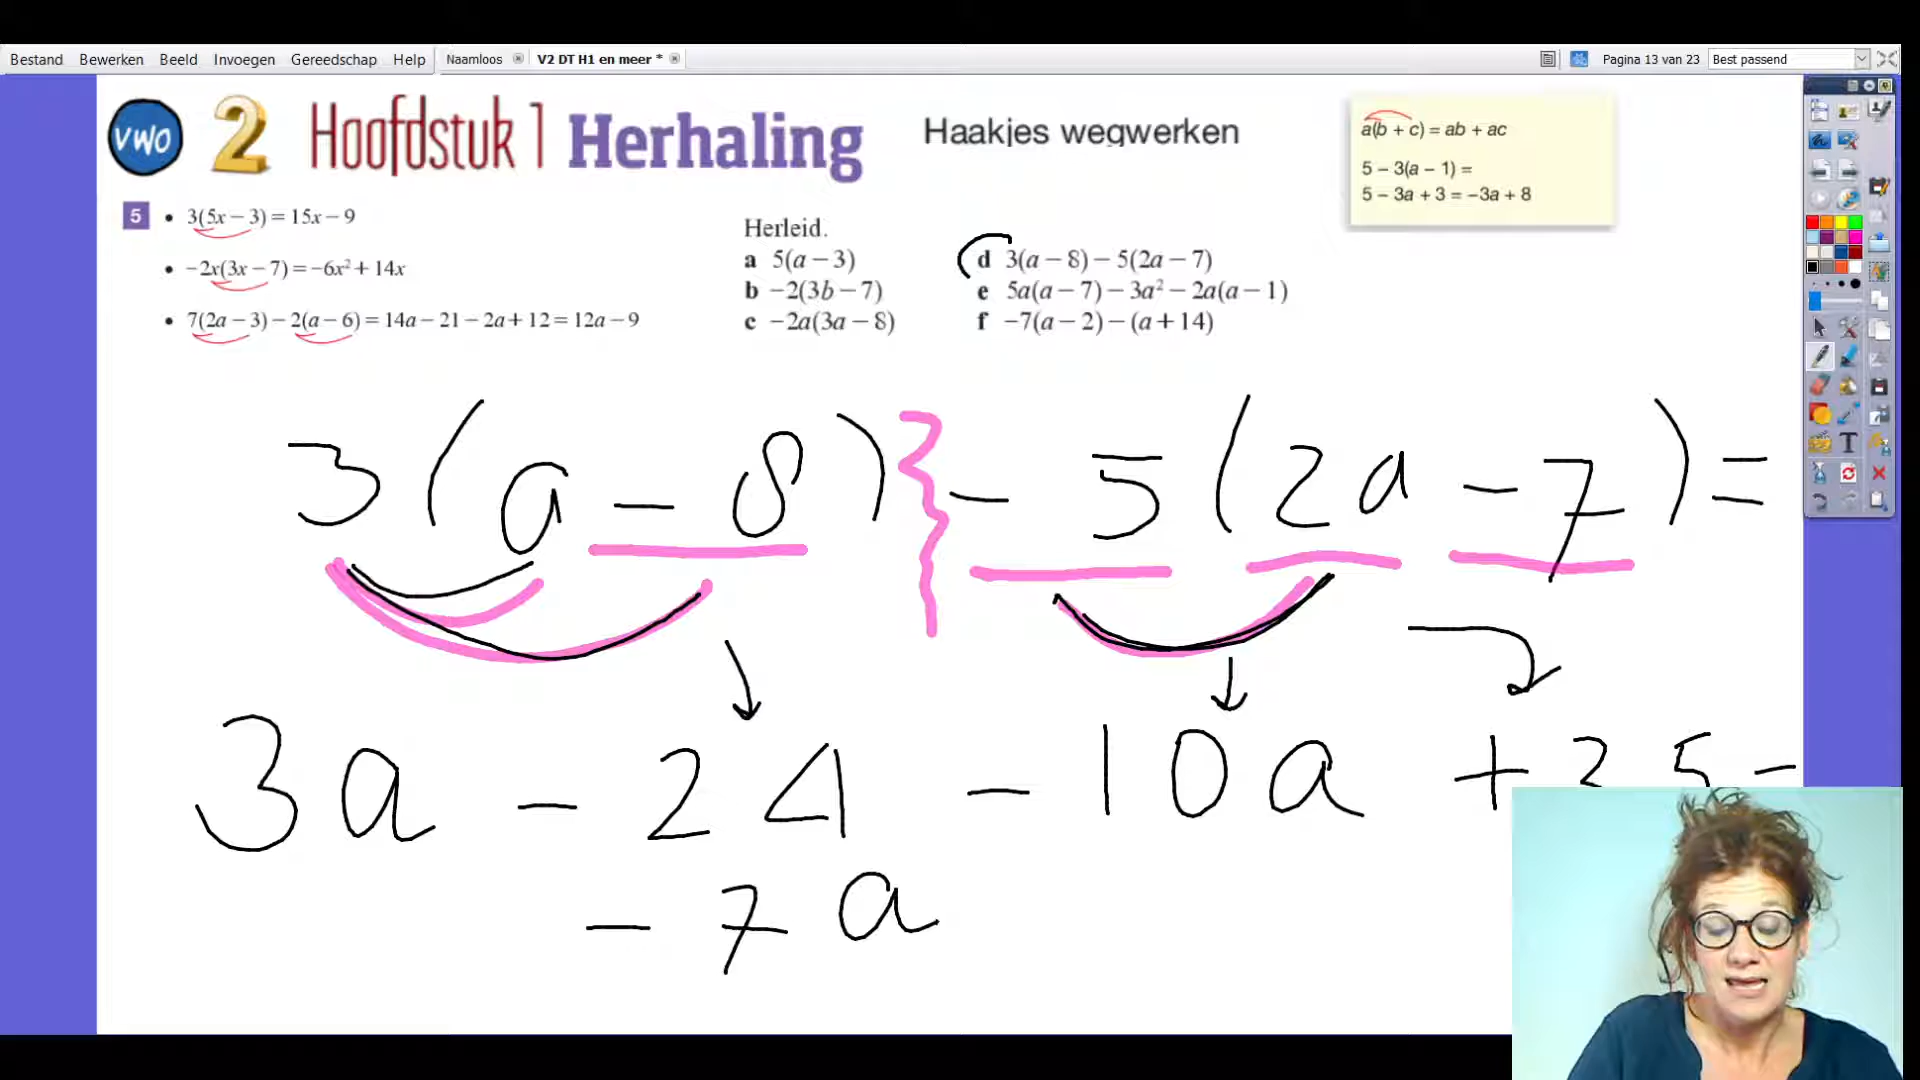 Bestand Bewerken Beeld Invoegen Gereedschap Help Naamloos V2 DT H1 en meer * Pagina 13 van 23 Best passend
VWO 2 Hoofdstuk 1 Herhaling Haakjes wegwerken
a(b + c) = ab + ac
5 − 3(a − 1) =
5 − 3a + 3 = −3a + 8
5 • 3(5x − 3) = 15x − 9
• −2x(3x − 7) = −6x² + 14x
• 7(2a − 3) − 2(a − 6) = 14a − 21 − 2a + 12 = 12a − 9
Herleid.
a 5(a − 3)
b −2(3b − 7)
c −2a(3a − 8)
d 3(a − 8) − 5(2a − 7)
e 5a(a − 7) − 3a² − 2a(a − 1)
f −7(a − 2) − (a + 14)
3(a − 8) − 5(2a − 7) =
3a − 24 − 10a + 35
− 7a